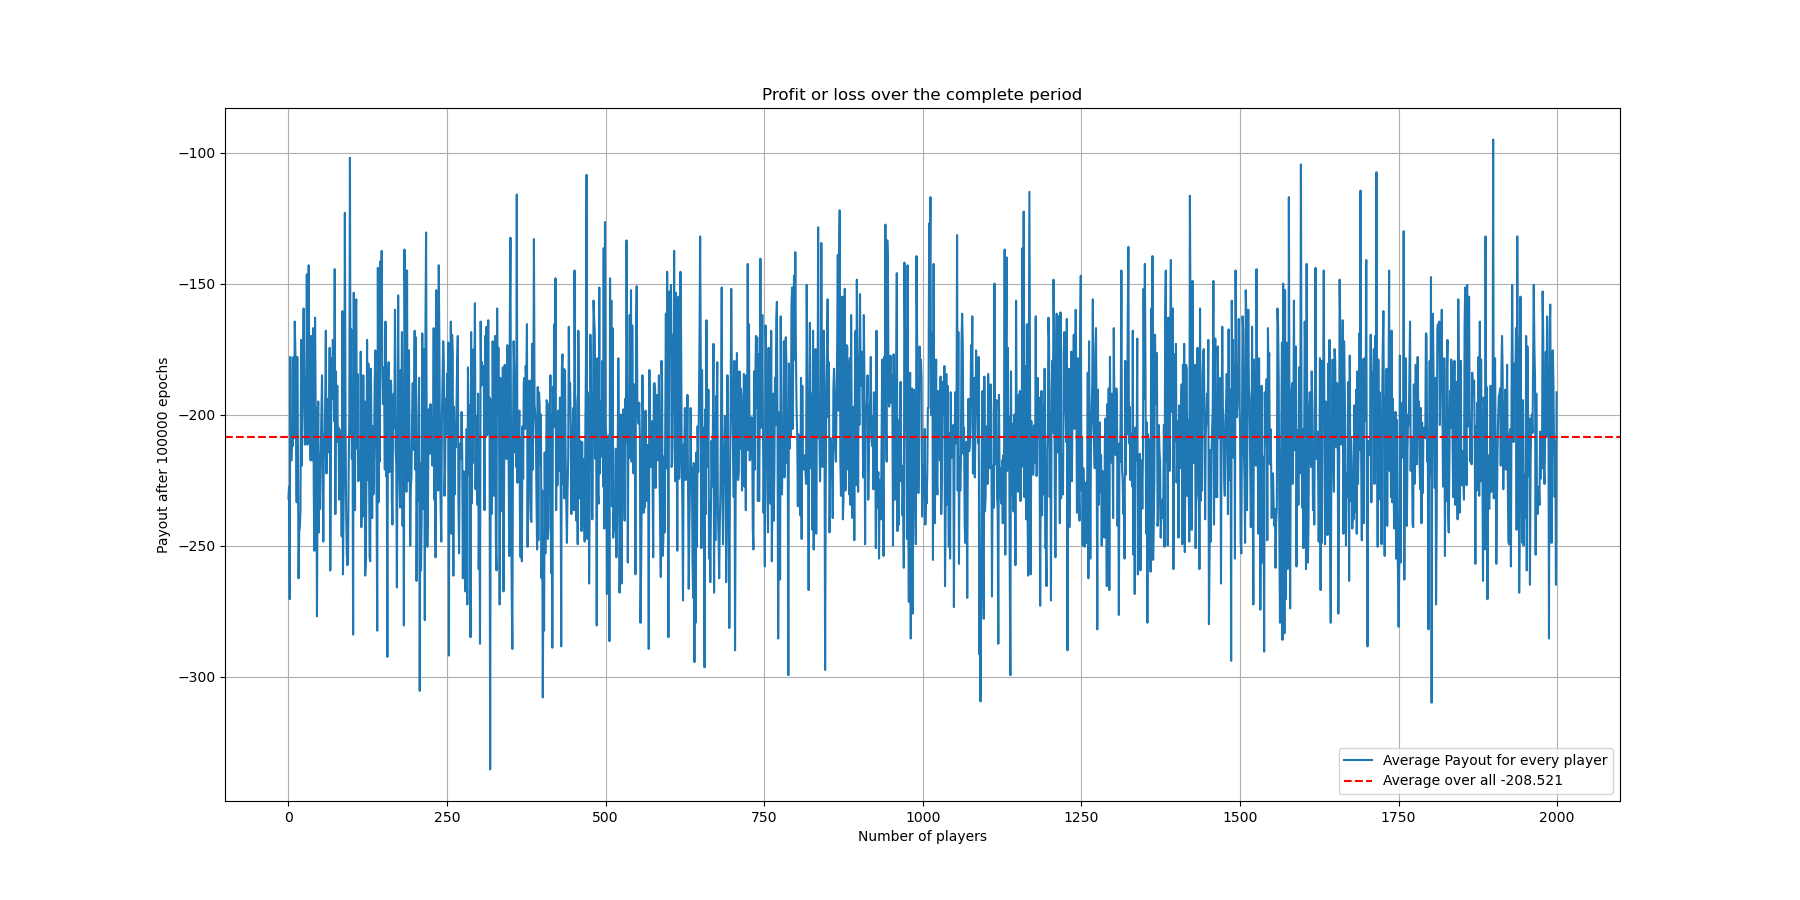 Profit or loss over the complete period
Payout after 100000 epochs
−100
−150
−200
−250
−300
0 250 500 750 1000 1250 1500 1750 2000
Number of players
Average Payout for every player
Average over all -208.521